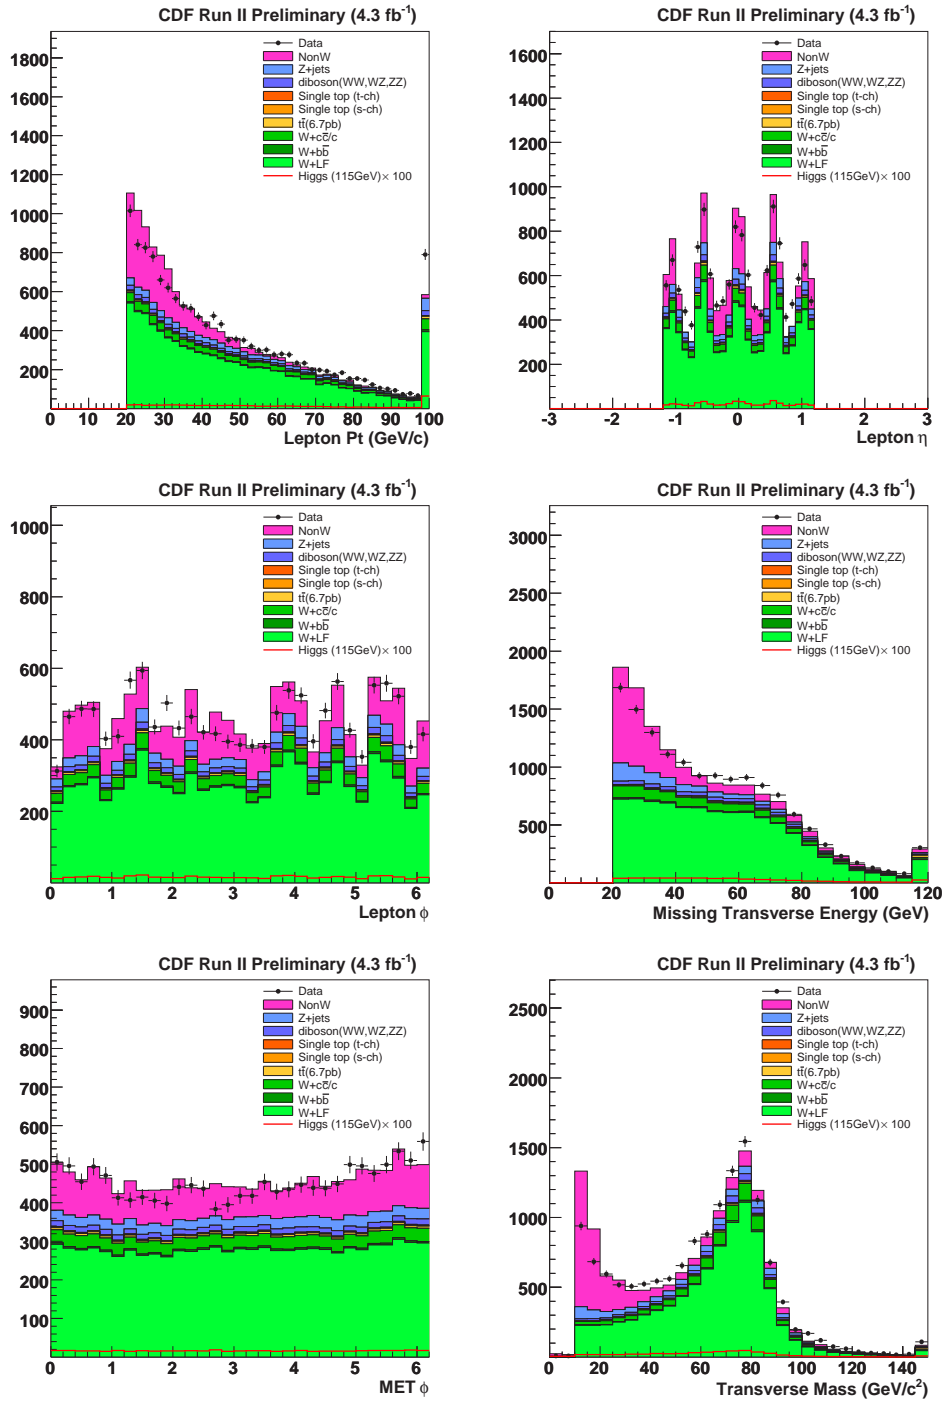 CDF Run II Preliminary (4.3 fb⁻¹)
Data
NonW
Z+jets
diboson(WW,WZ,ZZ)
Single top (t-ch)
Single top (s-ch)
tt̄(6.7pb)
W+cc̄/c
W+bb̄
W+LF
Higgs (115GeV)× 100
1800
1600
1400
1200
1000
800
600
400
200
0 10 20 30 40 50 60 70 80 90 100
Lepton Pt (GeV/c)
CDF Run II Preliminary (4.3 fb⁻¹)
Data
NonW
Z+jets
diboson(WW,WZ,ZZ)
Single top (t-ch)
Single top (s-ch)
tt̄(6.7pb)
W+cc̄/c
W+bb̄
W+LF
Higgs (115GeV)× 100
1600
1400
1200
1000
800
600
400
200
-3 -2 -1 0 1 2 3
Lepton η
CDF Run II Preliminary (4.3 fb⁻¹)
Data
NonW
Z+jets
diboson(WW,WZ,ZZ)
Single top (t-ch)
Single top (s-ch)
tt̄(6.7pb)
W+cc̄/c
W+bb̄
W+LF
Higgs (115GeV)× 100
1000
800
600
400
200
0 1 2 3 4 5 6
Lepton ϕ
CDF Run II Preliminary (4.3 fb⁻¹)
Data
NonW
Z+jets
diboson(WW,WZ,ZZ)
Single top (t-ch)
Single top (s-ch)
tt̄(6.7pb)
W+cc̄/c
W+bb̄
W+LF
Higgs (115GeV)× 100
3000
2500
2000
1500
1000
500
0 20 40 60 80 100 120
Missing Transverse Energy (GeV)
CDF Run II Preliminary (4.3 fb⁻¹)
Data
NonW
Z+jets
diboson(WW,WZ,ZZ)
Single top (t-ch)
Single top (s-ch)
tt̄(6.7pb)
W+cc̄/c
W+bb̄
W+LF
Higgs (115GeV)× 100
900
800
700
600
500
400
300
200
100
0 1 2 3 4 5 6
MET ϕ
CDF Run II Preliminary (4.3 fb⁻¹)
Data
NonW
Z+jets
diboson(WW,WZ,ZZ)
Single top (t-ch)
Single top (s-ch)
tt̄(6.7pb)
W+cc̄/c
W+bb̄
W+LF
Higgs (115GeV)× 100
2500
2000
1500
1000
500
0 20 40 60 80 100 120 140
Transverse Mass (GeV/c²)